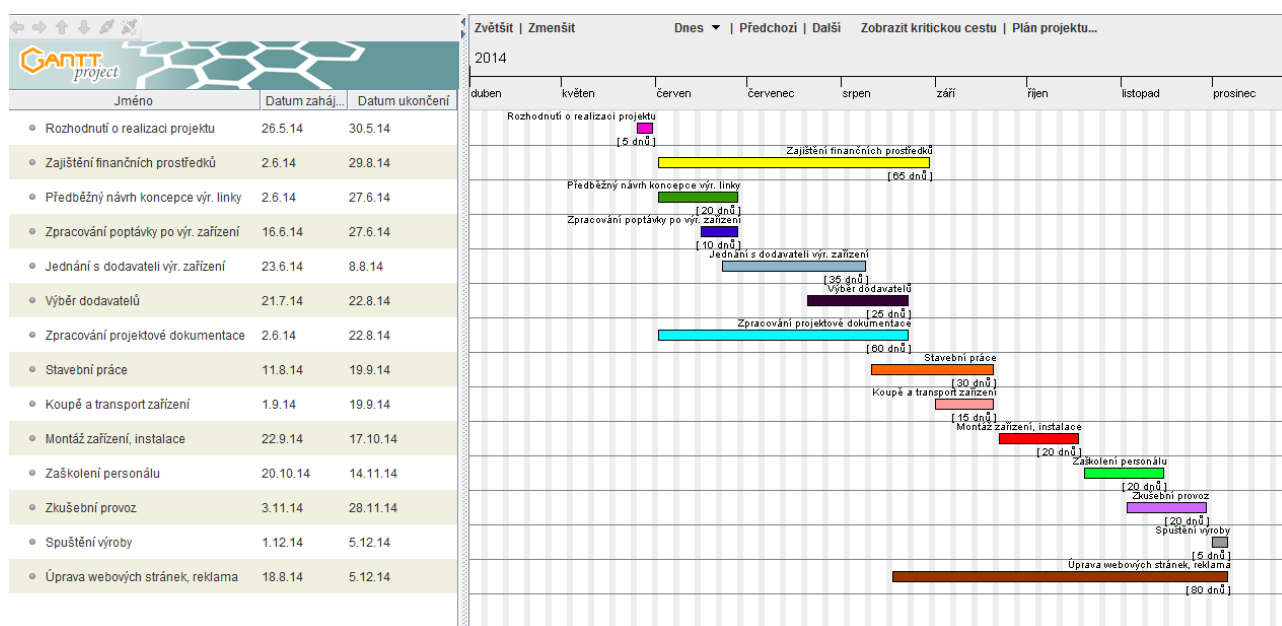 Zvětšit | Zmenšit Dnes | Předchozí | Další Zobrazit kritickou cestu | Plán projektu...
GANTT
project
2014
Jméno Datum zaháj... Datum ukončení
duben květen červen červenec srpen září říjen listopad prosinec
Rozhodnutí o realizaci projektu 26.5.14 30.5.14
Zajištění finančních prostředků 2.6.14 29.8.14
Předběžný návrh koncepce výr. linky 2.6.14 27.6.14
Zpracování poptávky po výr. zařízení 16.6.14 27.6.14
Jednání s dodavateli výr. zařízení 23.6.14 8.8.14
Výběr dodavatelů 21.7.14 22.8.14
Zpracování projektové dokumentace 2.6.14 22.8.14
Stavební práce 11.8.14 19.9.14
Koupě a transport zařízení 1.9.14 19.9.14
Montáž zařízení, instalace 22.9.14 17.10.14
Zaškolení personálu 20.10.14 14.11.14
Zkušební provoz 3.11.14 28.11.14
Spuštění výroby 1.12.14 5.12.14
Úprava webových stránek, reklama 18.8.14 5.12.14
Rozhodnutí o realizaci projektu
[5 dnů]
Zajištění finančních prostředků
[65 dnů]
Předběžný návrh koncepce výr. linky
[20 dnů]
Zpracování poptávky po výr. zařízení
[10 dnů]
Jednání s dodavateli výr. zařízení
[35 dnů]
Výběr dodavatelů
[25 dnů]
Zpracování projektové dokumentace
[60 dnů]
Stavební práce
[30 dnů]
Koupě a transport zařízení
[15 dnů]
Montáž zařízení, instalace
[20 dnů]
Zaškolení personálu
[20 dnů]
Zkušební provoz
[20 dnů]
Spuštění výroby
[5 dnů]
Úprava webových stránek, reklama
[80 dnů]